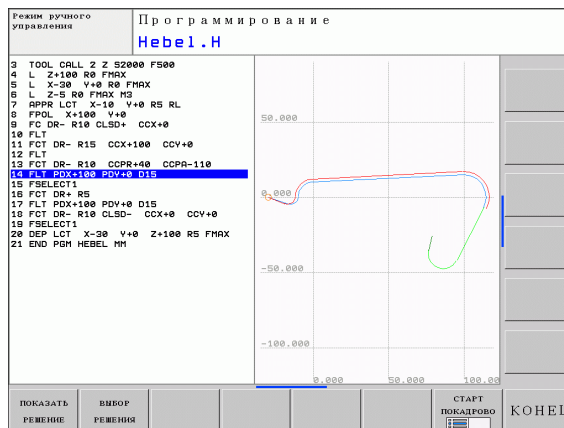 Режим ручного
управления
Программирование
Hebel.H
3 TOOL CALL 2 Z S2000 F500
4 L Z+100 R0 FMAX
5 L X-30 Y+0 R0 FMAX
6 L Z-5 R0 FMAX M3
7 APPR LCT X-10 Y+0 R5 RL
8 FPOL X+100 Y+0
9 FC DR- R10 CLSD+ CCX+0
10 FLT
11 FCT DR- R15 CCX+100 CCY+0
12 FLT
13 FCT DR- R10 CCPR+40 CCPA-110
14 FLT PDX+100 PDY+0 D15
15 FSELECT1
16 FCT DR+ R5
17 FLT PDX+100 PDY+0 D15
18 FCT DR- R10 CLSD- CCX+0 CCY+0
19 FSELECT1
20 DEP LCT X-30 Y+0 Z+100 R5 FMAX
21 END PGM HEBEL MM
50.000
0.000
-50.000
-100.000
0.000 50.000 100.00
ПОКАЗАТЬ
РЕШЕНИЕ
ВЫБОР
РЕШЕНИЯ
СТАРТ
ПОКАДРОВО
КОНЕЦ